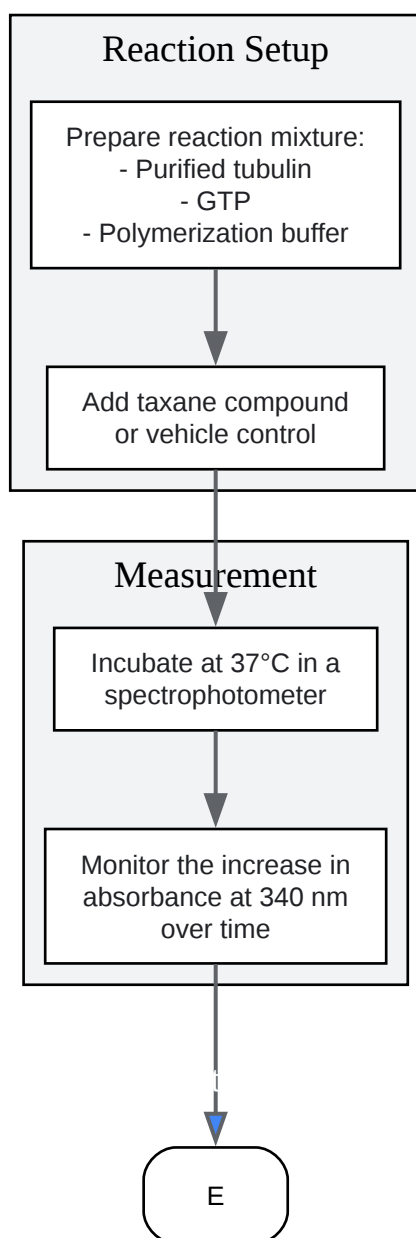 Reaction Setup
Prepare reaction mixture:
- Purified tubulin
- GTP
- Polymerization buffer
Add taxane compound
or vehicle control
Measurement
Incubate at 37°C in a
spectrophotometer
Monitor the increase in
absorbance at 340 nm
over time
E